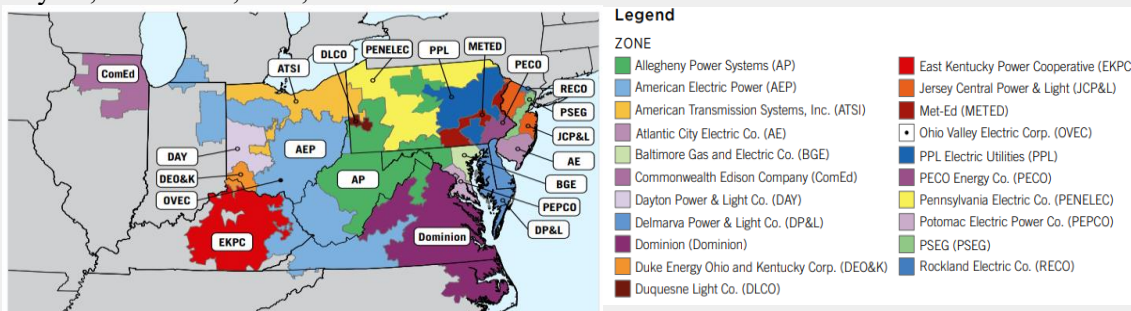 ComEd
ATSI
DLCO
PENELEC
PPL
METED
PECO
RECO
PSEG
JCP&L
AE
BGE
PEPCO
DP&L
DAY
DEO&K
OVEC
AEP
AP
EKPC
Dominion
Legend
ZONE
Allegheny Power Systems (AP)
American Electric Power (AEP)
American Transmission Systems, Inc. (ATSI)
Atlantic City Electric Co. (AE)
Baltimore Gas and Electric Co. (BGE)
Commonwealth Edison Company (ComEd)
Dayton Power & Light Co. (DAY)
Delmarva Power & Light Co. (DP&L)
Dominion (Dominion)
Duke Energy Ohio and Kentucky Corp. (DEO&K)
Duquesne Light Co. (DLCO)
East Kentucky Power Cooperative (EKPC
Jersey Central Power & Light (JCP&L)
Met-Ed (METED)
Ohio Valley Electric Corp. (OVEC)
PPL Electric Utilities (PPL)
PECO Energy Co. (PECO)
Pennsylvania Electric Co. (PENELEC)
Potomac Electric Power Co. (PEPCO)
PSEG (PSEG)
Rockland Electric Co. (RECO)